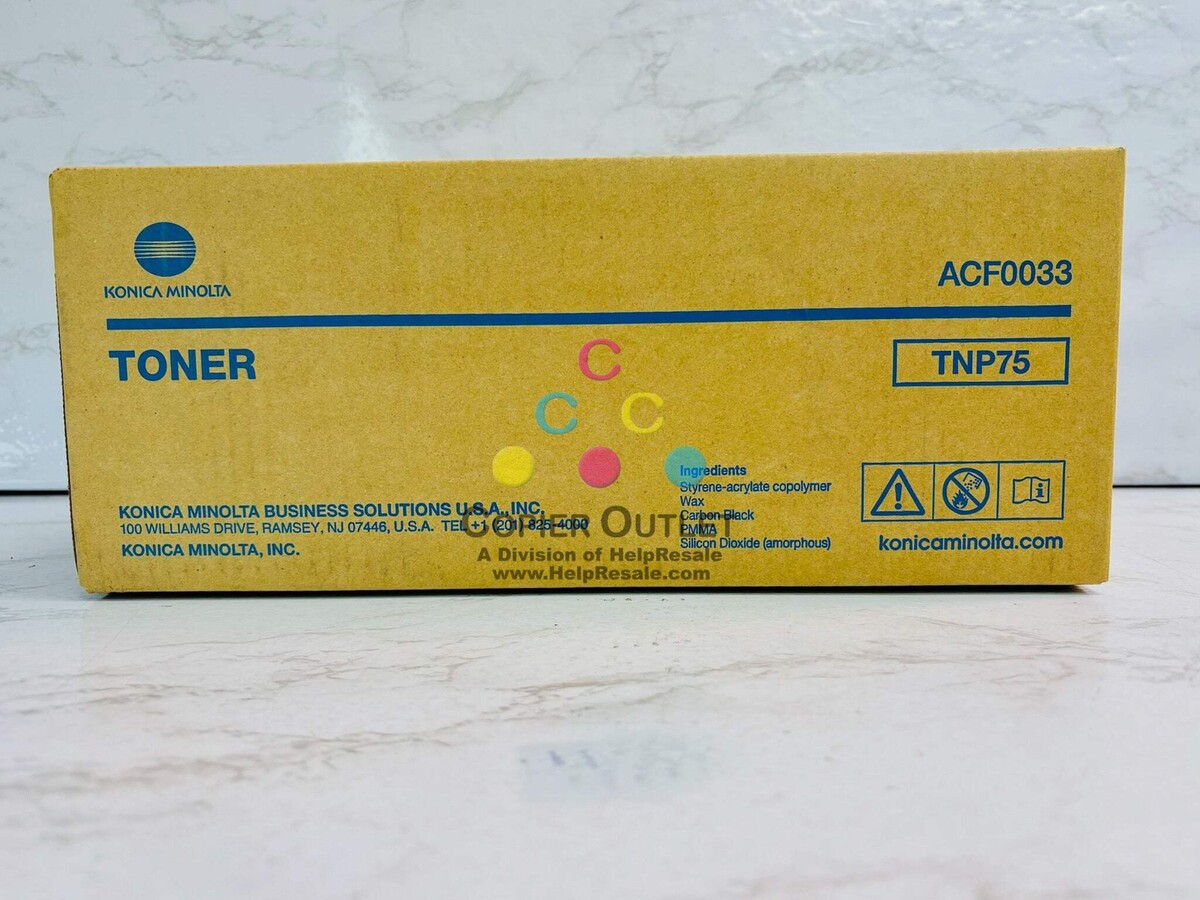 KONICA MINOLTA
ACF0033
TONER
TNP75
C
C C
Ingredients
Styrene-acrylate copolymer
Wax
Carbon Black
PMMA
Silicon Dioxide (amorphous)
KONICA MINOLTA BUSINESS SOLUTIONS U.S.A., INC.
100 WILLIAMS DRIVE, RAMSEY, NJ 07446, U.S.A. TEL +1 (201) 825-4000
KONICA MINOLTA, INC.
konicaminolta.com
COPIER OUTLET
A Division of HelpResale
www.HelpResale.com